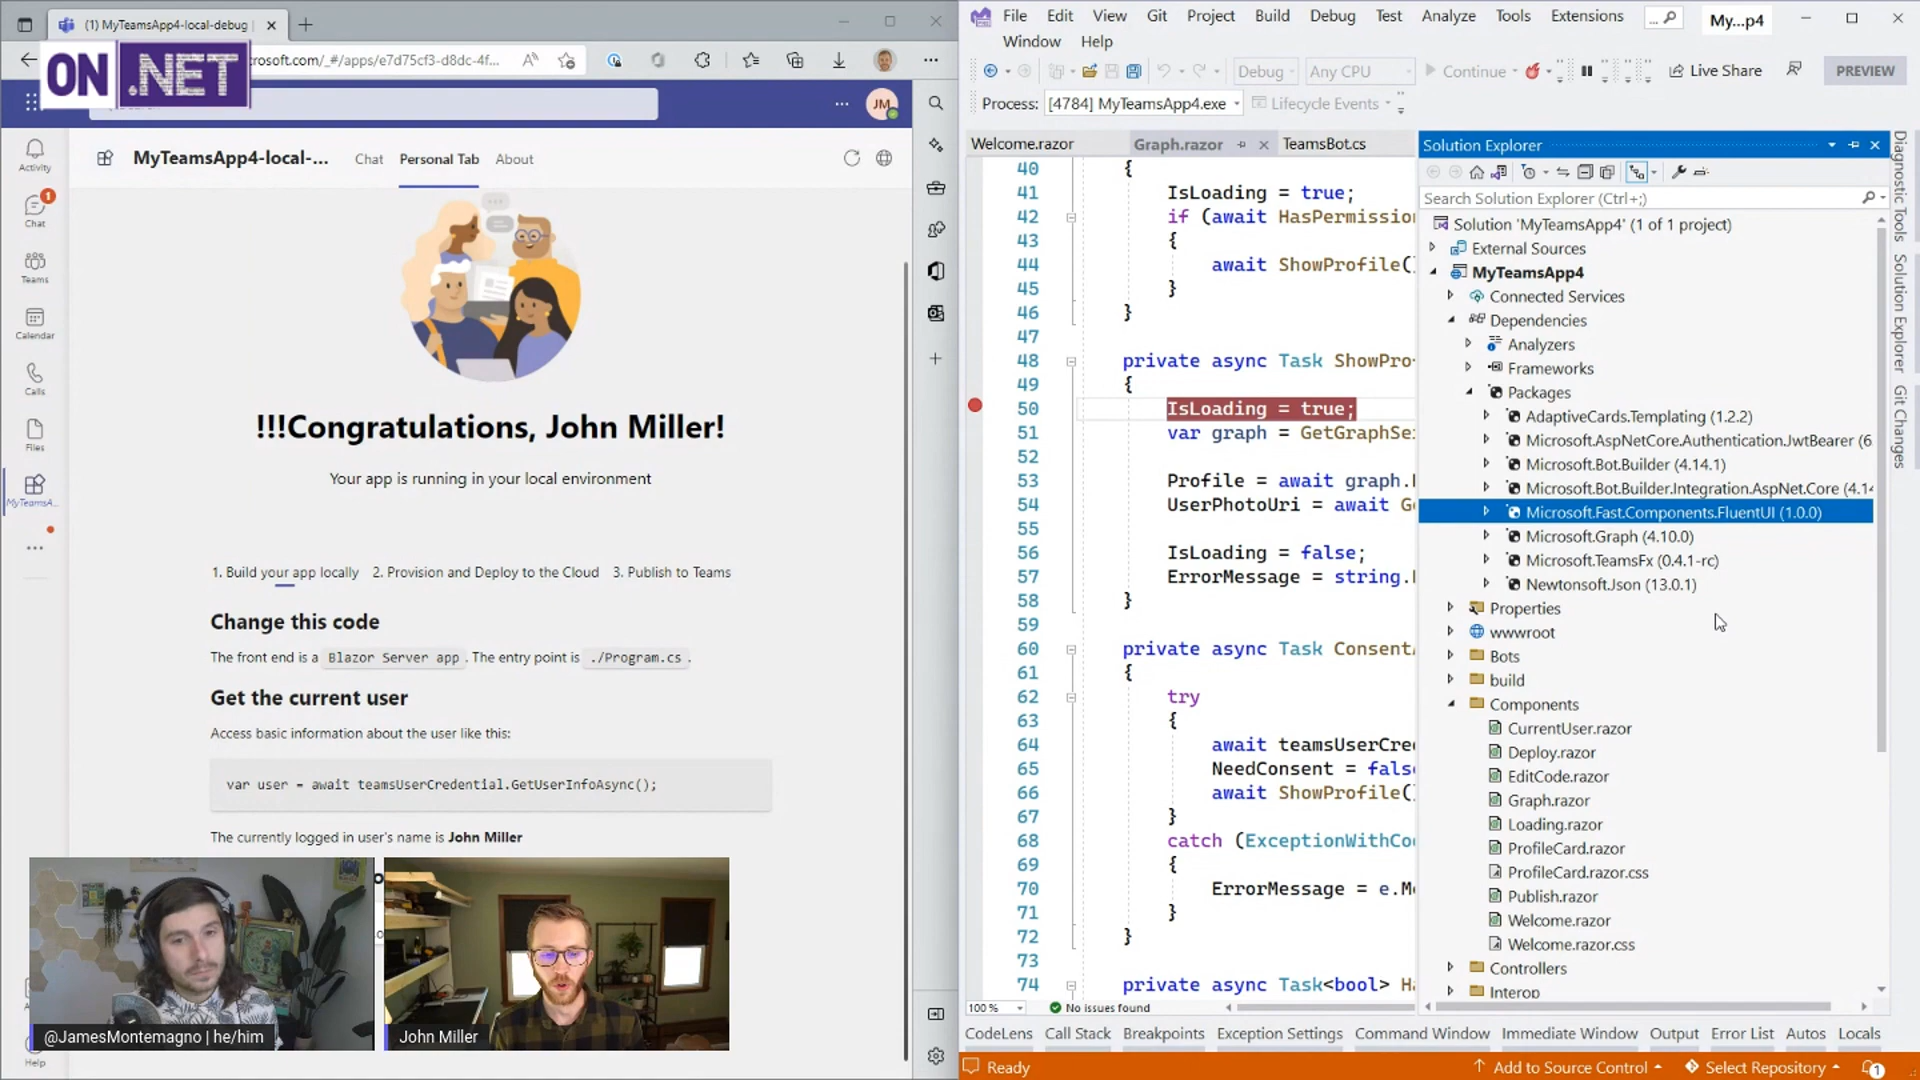 (1) MyTeamsApp4-local-debug
ON .NET
rosoft.com/_#/apps/e7d75cf3-d8dc-4f...
JM
MyTeamsApp4-local-...
Chat
Personal Tab
About
Activity
Chat
1
Teams
Calendar
Calls
Files
MyTeamsA...
Help
!!!Congratulations, John Miller!
Your app is running in your local environment
1. Build your app locally
2. Provision and Deploy to the Cloud
3. Publish to Teams
Change this code
The front end is a Blazor Server app. The entry point is ./Program.cs.
Get the current user
Access basic information about the user like this:
var user = await teamsUserCredential.GetUserInfoAsync();
The currently logged in user's name is John Miller
@JamesMontemagno | he/him
John Miller
File Edit View Git Project Build Debug Test Analyze Tools Extensions
My...p4
Window Help
Debug
Any CPU
Continue
Live Share
PREVIEW
Process: [4784] MyTeamsApp4.exe
Lifecycle Events
Welcome.razor
Graph.razor
TeamsBot.cs
40 {
41 IsLoading = true;
42 if (await HasPermission
43 {
44 await ShowProfile(
45 }
46 }
47
48 private async Task ShowPro
49 {
50 IsLoading = true;
51 var graph = GetGraphSe
52
53 Profile = await graph.
54 UserPhotoUri = await G
55
56 IsLoading = false;
57 ErrorMessage = string.
58 }
59
60 private async Task Consent
61 {
62 try
63 {
64 await teamsUserCre
65 NeedConsent = fals
66 await ShowProfile(
67 }
68 catch (ExceptionWithCo
69 {
70 ErrorMessage = e.M
71 }
72 }
73
74 private async Task<bool> Ha
100 %
No issues found
Solution Explorer
Search Solution Explorer (Ctrl+;)
Solution 'MyTeamsApp4' (1 of 1 project)
External Sources
MyTeamsApp4
Connected Services
Dependencies
Analyzers
Frameworks
Packages
AdaptiveCards.Templating (1.2.2)
Microsoft.AspNetCore.Authentication.JwtBearer (6
Microsoft.Bot.Builder (4.14.1)
Microsoft.Bot.Builder.Integration.AspNet.Core (4.14
Microsoft.Fast.Components.FluentUI (1.0.0)
Microsoft.Graph (4.10.0)
Microsoft.TeamsFx (0.4.1-rc)
Newtonsoft.Json (13.0.1)
Properties
wwwroot
Bots
build
Components
CurrentUser.razor
Deploy.razor
EditCode.razor
Graph.razor
Loading.razor
ProfileCard.razor
ProfileCard.razor.css
Publish.razor
Welcome.razor
Welcome.razor.css
Controllers
Interop
Diagnostic Tools
Solution Explorer
Git Changes
CodeLens
Call Stack
Breakpoints
Exception Settings
Command Window
Immediate Window
Output
Error List
Autos
Locals
Ready
Add to Source Control
Select Repository
1